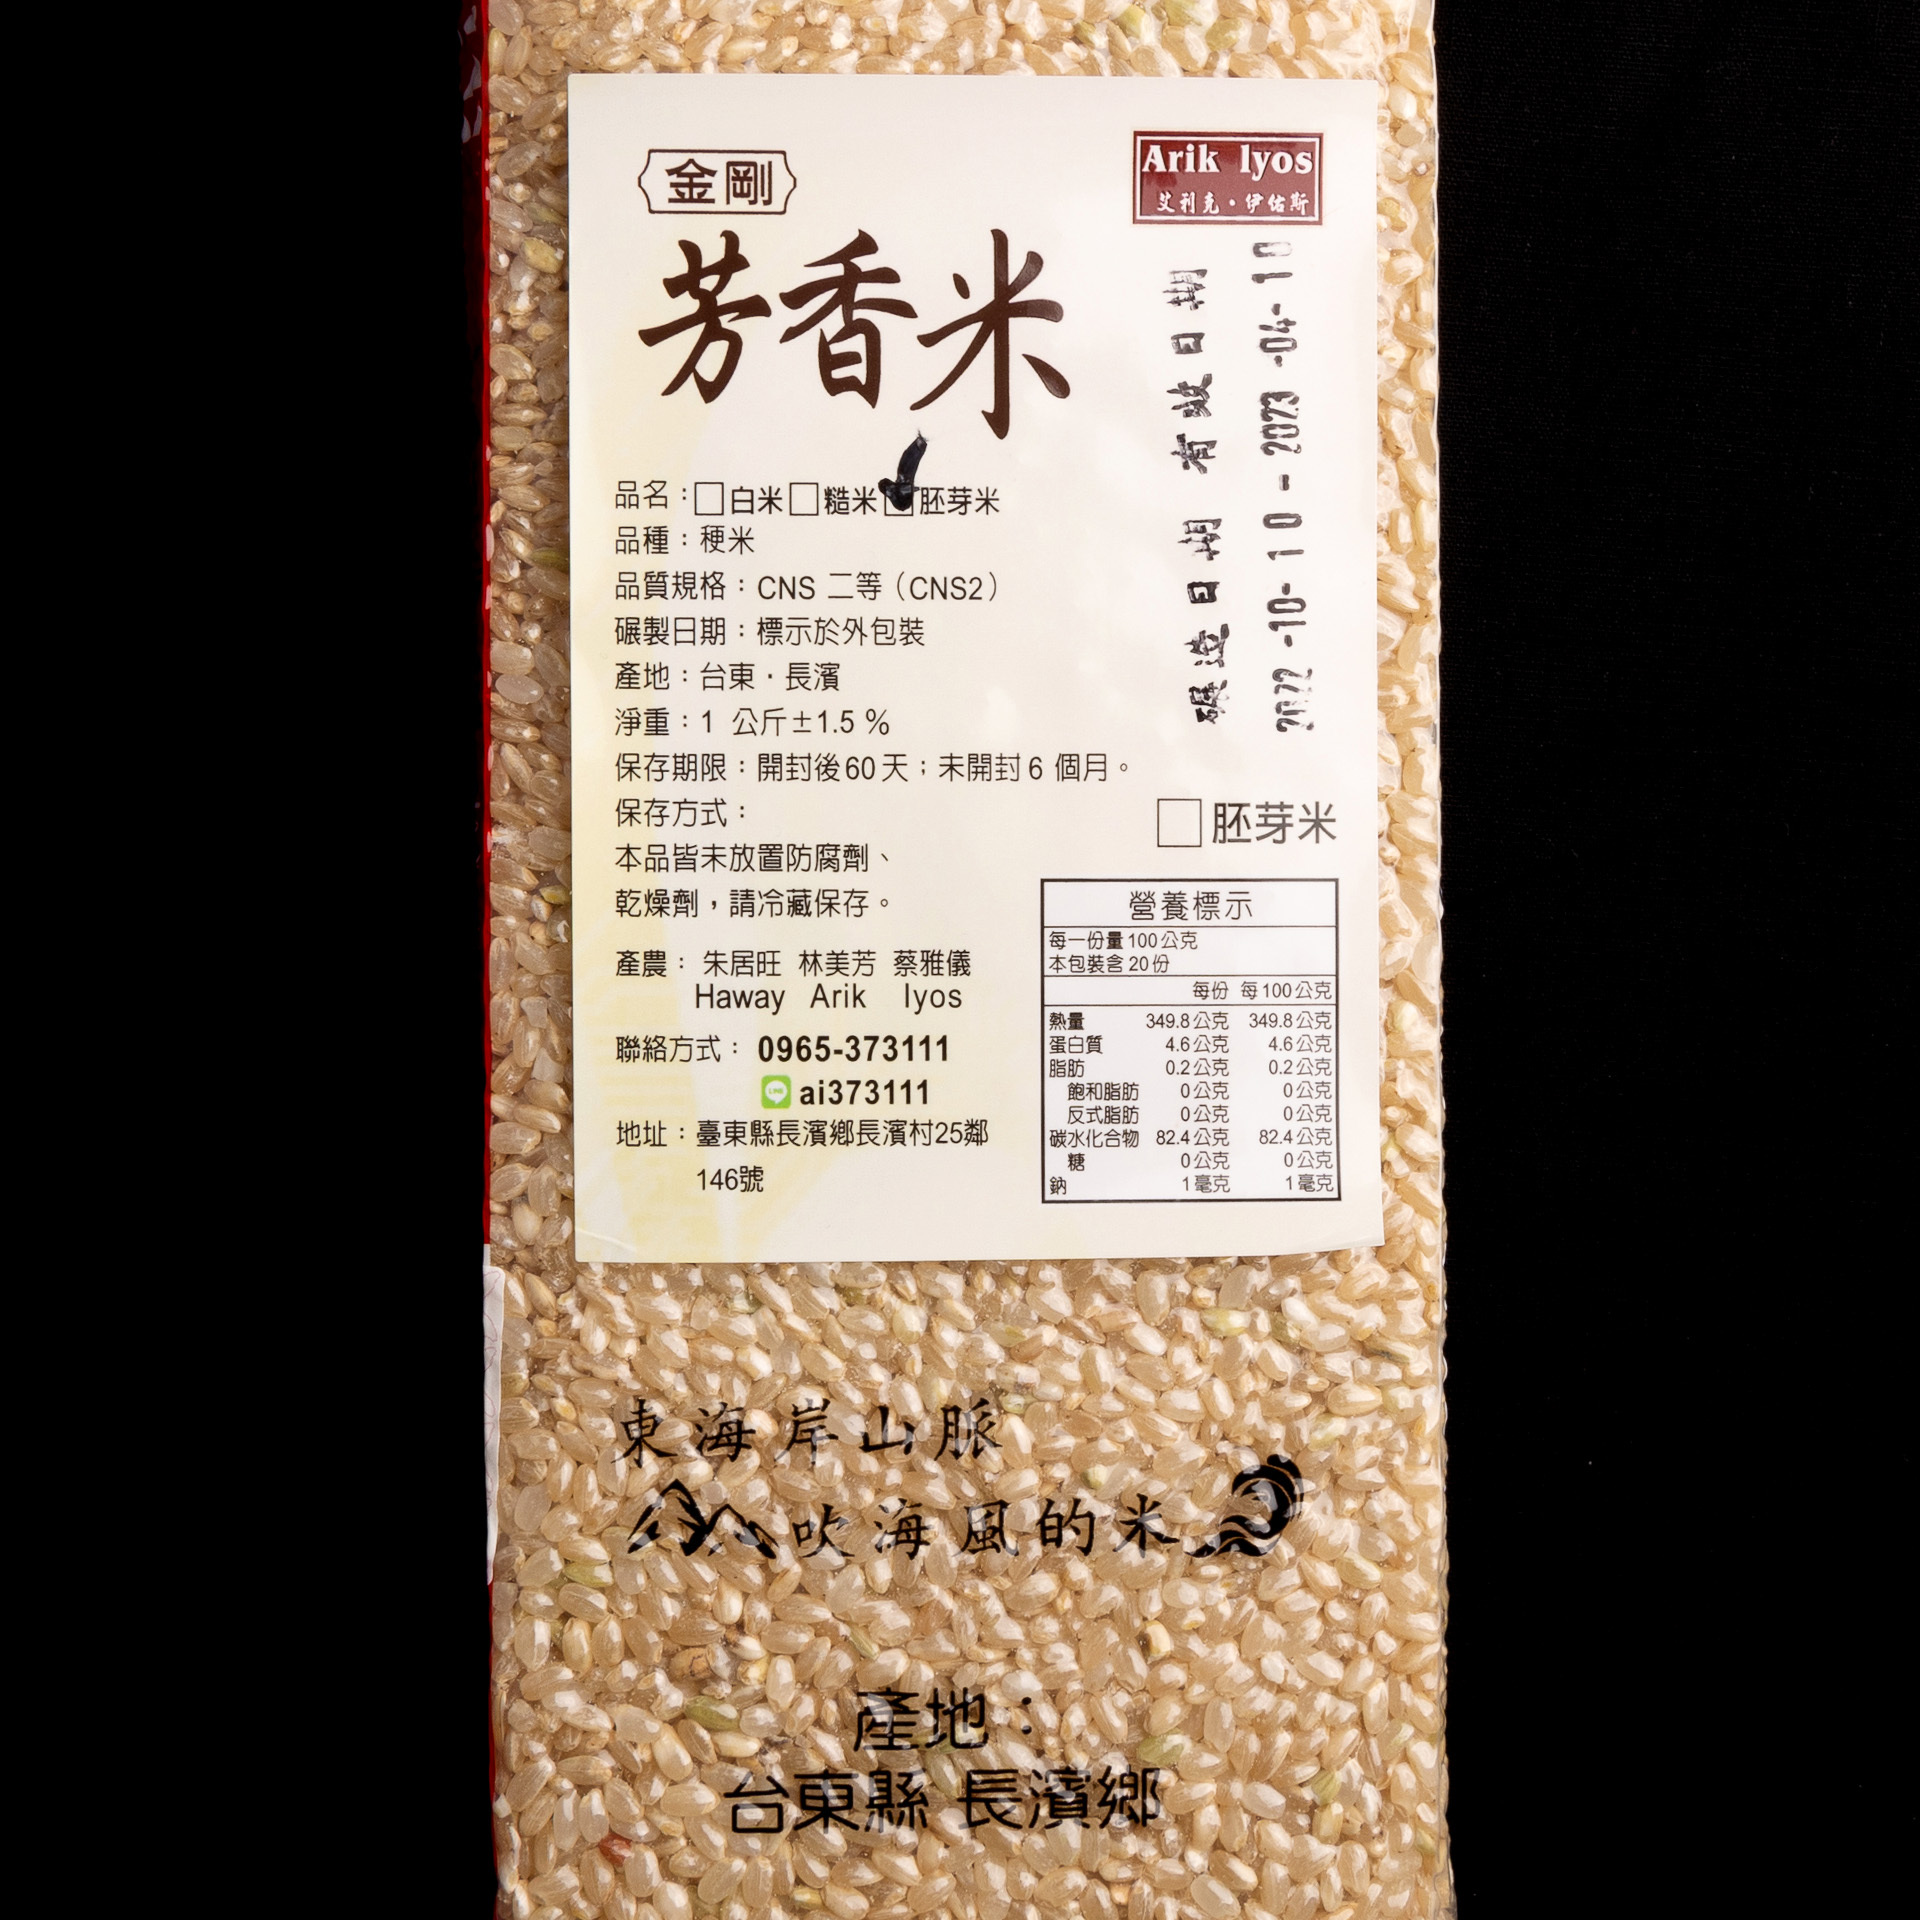 金剛
Arik lyos
艾利克·伊佑斯
芳香米
碾造日期 有效日期
2022-10-10-2023-04-10
品名：□白米□糙米☑胚芽米
品種：稉米
品質規格：CNS 二等（CNS2）
碾製日期：標示於外包裝
產地：台東·長濱
淨重：1 公斤±1.5 %
保存期限：開封後60天；未開封6 個月。
保存方式：
本品皆未放置防腐劑、
乾燥劑，請冷藏保存。
□胚芽米
產農： 朱居旺 林美芳 蔡雅儀
Haway Arik lyos
聯絡方式： 0965-373111
LINE ai373111
地址：臺東縣長濱鄉長濱村25鄰
146號
營養標示
每一份量100公克
本包裝含20份
每份 每100公克
熱量 349.8公克 349.8公克
蛋白質 4.6公克 4.6公克
脂肪 0.2公克 0.2公克
飽和脂肪 0公克 0公克
反式脂肪 0公克 0公克
碳水化合物 82.4公克 82.4公克
糖 0公克 0公克
鈉 1毫克 1毫克
東海岸山脈
吹海風的米
產地：
台東縣 長濱鄉